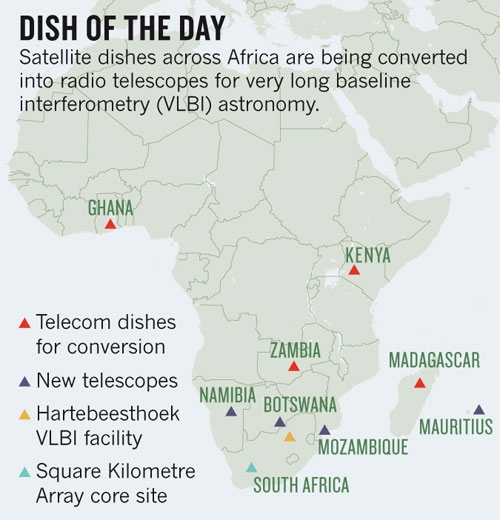 DISH OF THE DAY
Satellite dishes across Africa are being converted
into radio telescopes for very long baseline
interferometry (VLBI) astronomy.
GHANA
KENYA
Telecom dishes
for conversion
New telescopes
Hartebeesthoek
VLBI facility
Square Kilometre
Array core site
ZAMBIA
MADAGASCAR
NAMIBIA
BOTSWANA
MAURITIUS
MOZAMBIQUE
SOUTH AFRICA